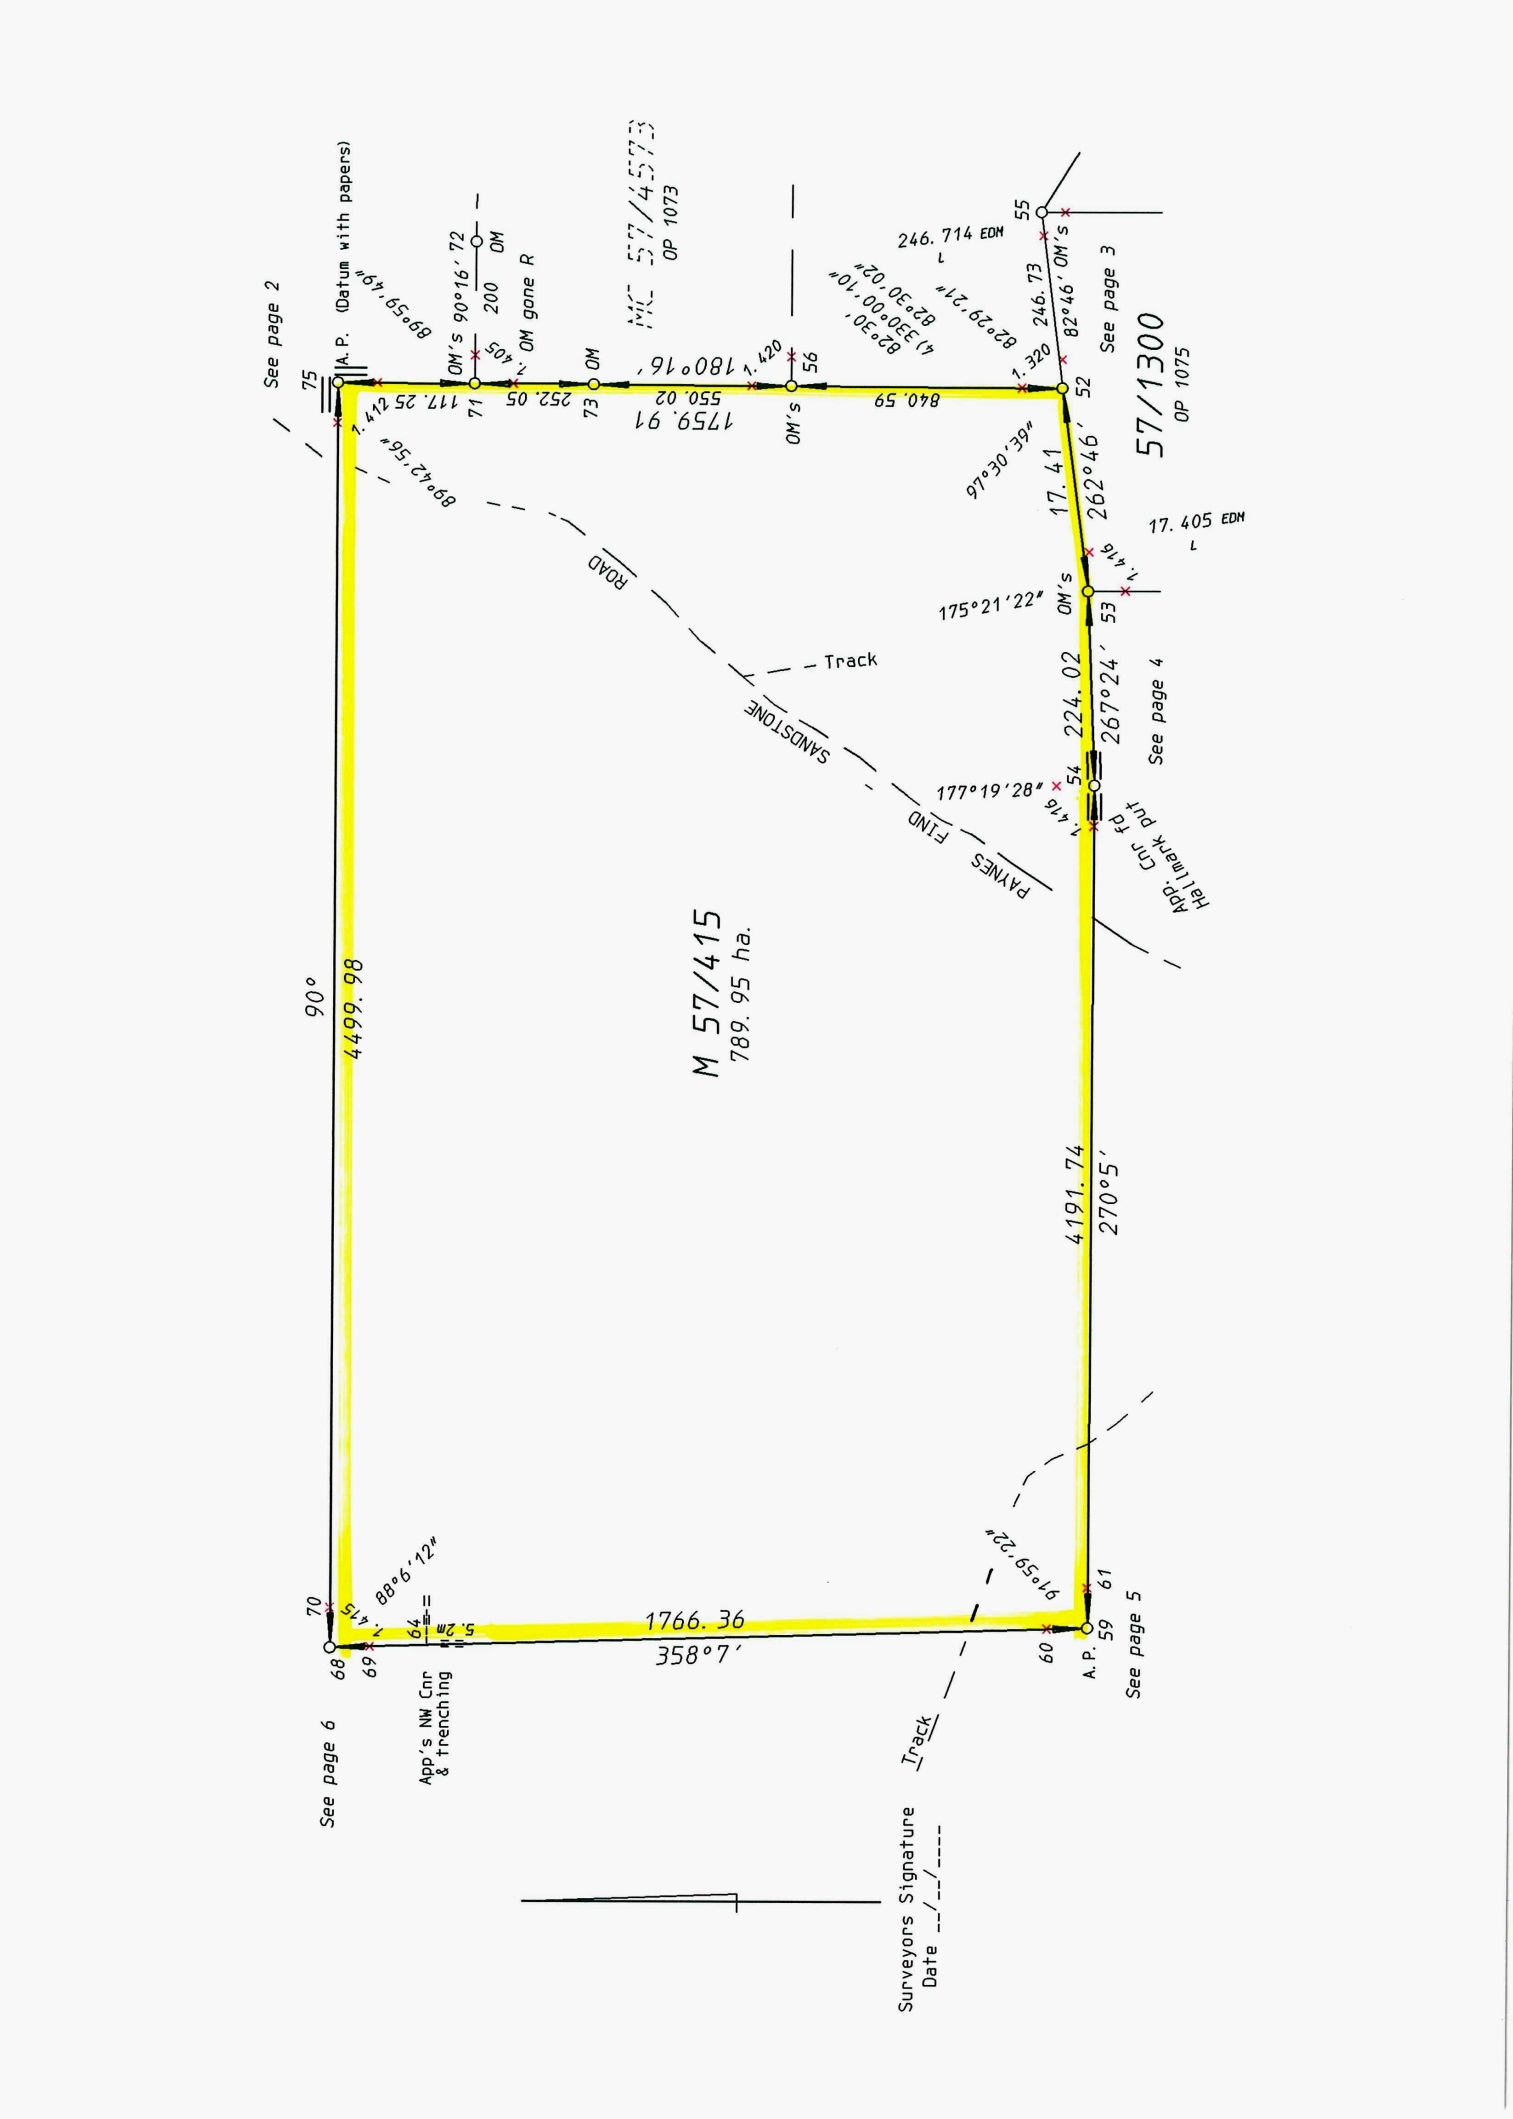 See page 6
68
69
70
1.415
88°6'12"
64
5.2m
App's NW Cnr
& trenching
90°
4499.98
See page 2
75
A.P. (Datum with papers)
1.412
89°42'56"
89°59'49"
117.25
OM's 90°16' 72
71
200 OM
1.405
OM gone R
252.05
73
OM
550.02
1759.91
180°16'
MC 57/4573
OP 1073
1.420
56
OM's
840.59
82°30'
4)330°00'10"
82°30'02"
82°29'21"
246.714 EDM
55
246.73
82°46' OM's
See page 3
1.320
52
57/1300
OP 1075
97°30'39"
17.41
262°46'
17.405 EDM
1.416
OM's
53
175°21'22"
224.02
267°24'
See page 4
177°19'28"
54
1.416
App. Cnr fd
Hallmark put
ROAD
SANDSTONE
FIND
PAYNES
Track
M 57/415
789.95 ha.
4191.74
270°5'
1766.36
358°7'
91°59'22"
61
60
A.P. 59
See page 5
Track
Surveyors Signature
Date __/__/____